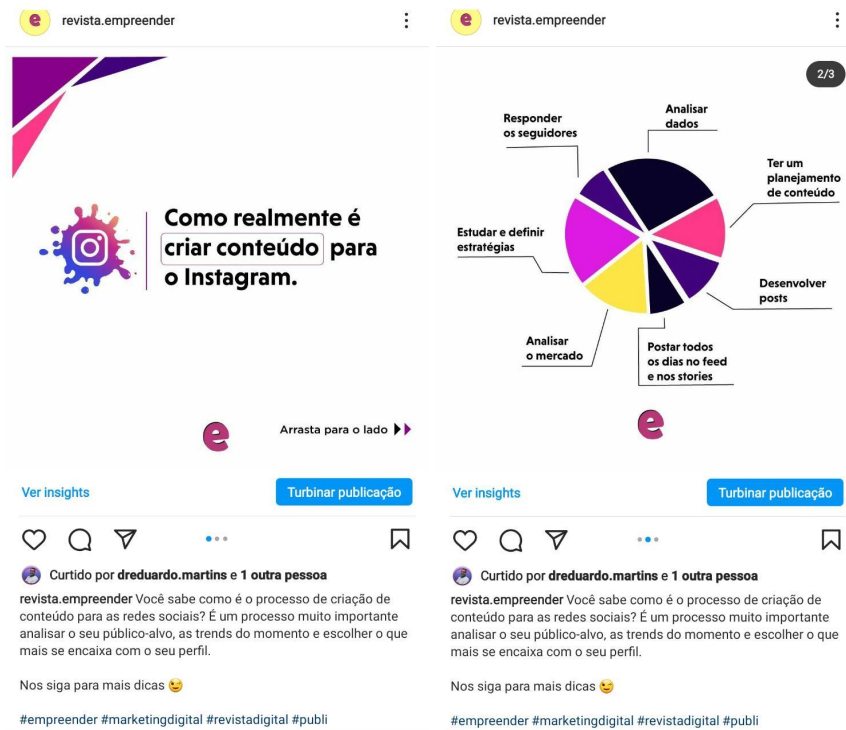 revista.empreender
Como realmente é
criar conteúdo para
o Instagram.
e
Arrasta para o lado
Ver insights
Turbinar publicação
Curtido por dreduardo.martins e 1 outra pessoa
revista.empreender Você sabe como é o processo de criação de
conteúdo para as redes sociais? É um processo muito importante
analisar o seu público-alvo, as trends do momento e escolher o que
mais se encaixa com o seu perfil.
Nos siga para mais dicas 😉
#empreender #marketingdigital #revistadigital #publi
e
revista.empreender
2/3
Analisar
dados
Responder
os seguidores
Ter um
planejamento
de conteúdo
Estudar e definir
estratégias
Desenvolver
posts
Analisar
o mercado
Postar todos
os dias no feed
e nos stories
e
Ver insights
Turbinar publicação
Curtido por dreduardo.martins e 1 outra pessoa
revista.empreender Você sabe como é o processo de criação de
conteúdo para as redes sociais? É um processo muito importante
analisar o seu público-alvo, as trends do momento e escolher o que
mais se encaixa com o seu perfil.
Nos siga para mais dicas 😉
#empreender #marketingdigital #revistadigital #publi